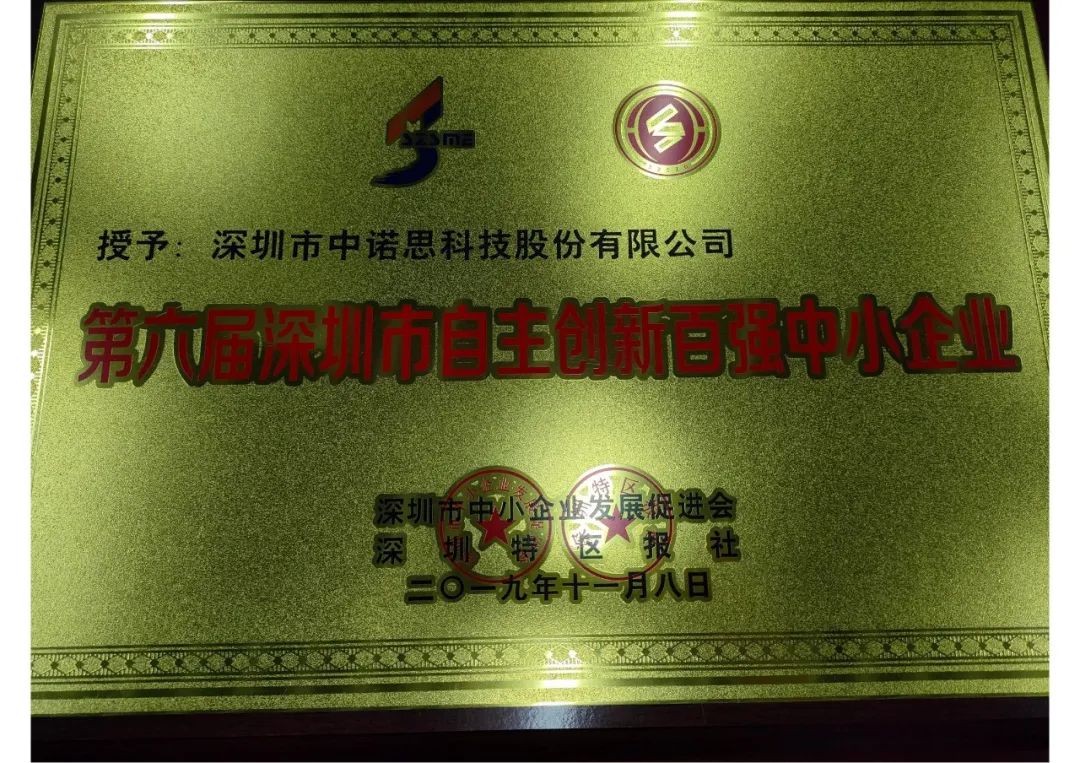 SZSME
授予：深圳市中诺思科技股份有限公司
第六届深圳市自主创新百强中小企业
深圳市中小企业发展促进会
深圳特区报社
二〇一九年十一月八日